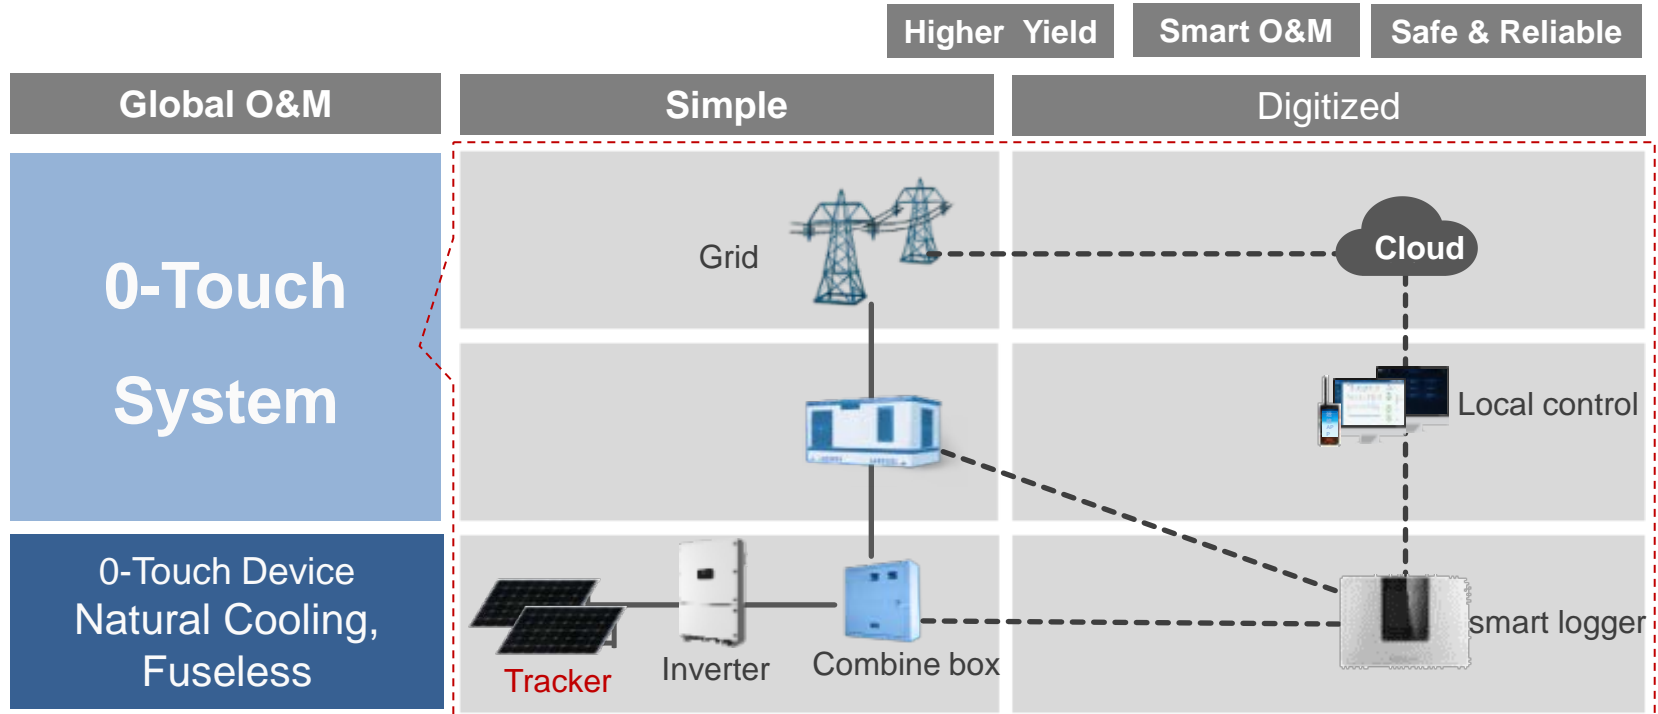 Higher Yield
Smart O&M
Safe & Reliable
Global O&M
Simple
Digitized
0-Touch
System
Grid
Cloud
Local control
0-Touch Device
Natural Cooling,
Fuseless
Tracker
Inverter
Combine box
smart logger